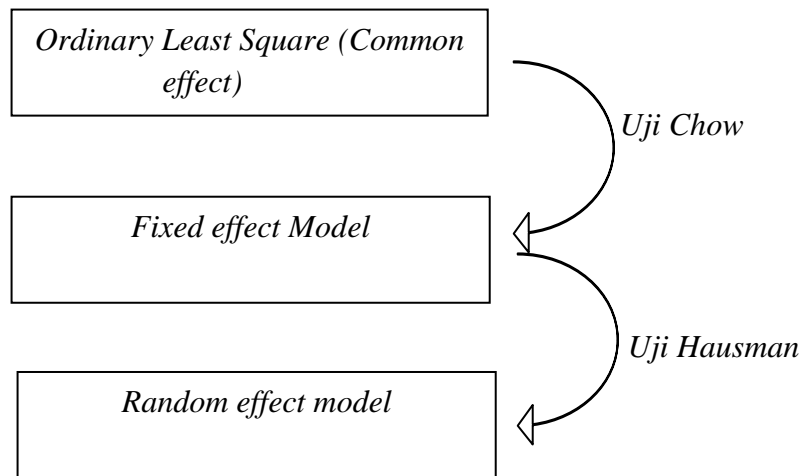 Ordinary Least Square (Common
effect)
Uji Chow
Fixed effect Model
Uji Hausman
Random effect model